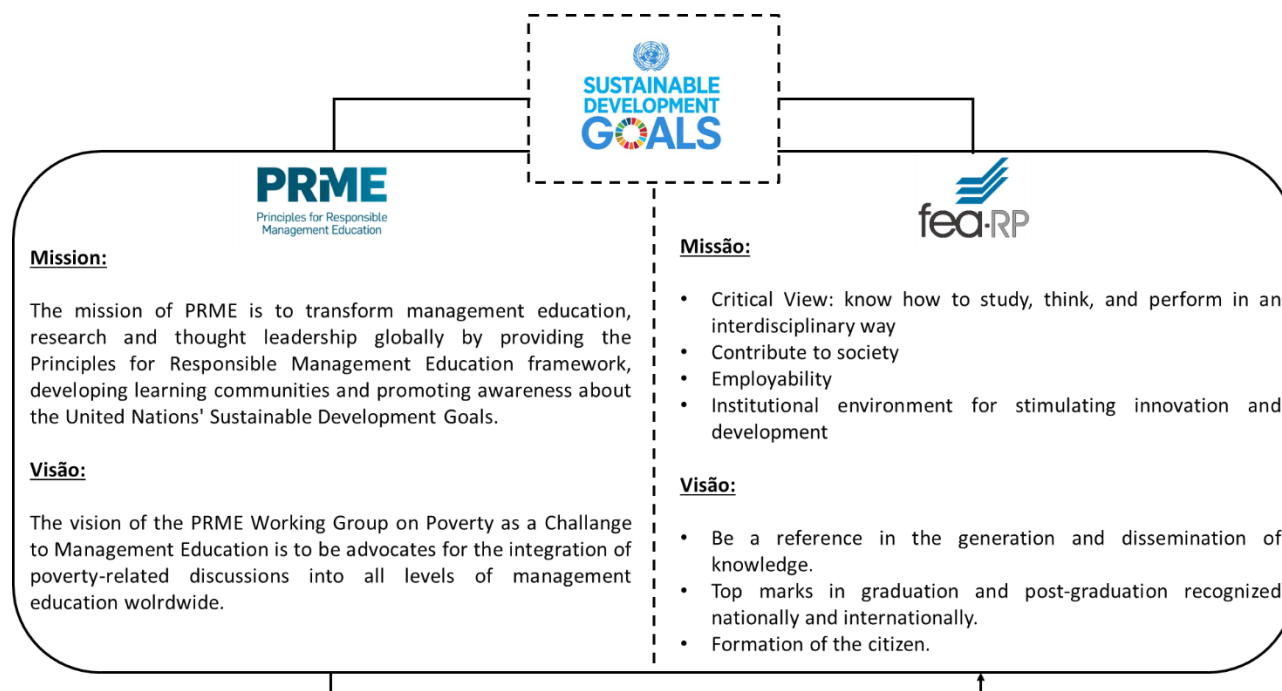 SUSTAINABLE
DEVELOPMENT
GOALS
PRME
Principles for Responsible
Management Education
Mission:
The mission of PRME is to transform management education,
research and thought leadership globally by providing the
Principles for Responsible Management Education framework,
developing learning communities and promoting awareness about
the United Nations' Sustainable Development Goals.
Visão:
The vision of the PRME Working Group on Poverty as a Challange
to Management Education is to be advocates for the integration of
poverty-related discussions into all levels of management
education wolrdwide.
fea-RP
Missão:
• Critical View: know how to study, think, and perform in an
interdisciplinary way
• Contribute to society
• Employability
• Institutional environment for stimulating innovation and
development
Visão:
• Be a reference in the generation and dissemination of
knowledge.
• Top marks in graduation and post-graduation recognized
nationally and internationally.
• Formation of the citizen.